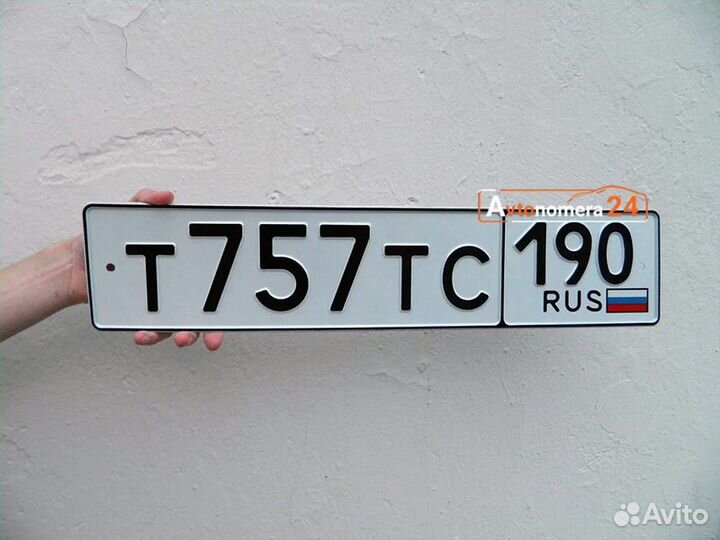 Avtonomera24
Т757ТС 190
RUS
Avito